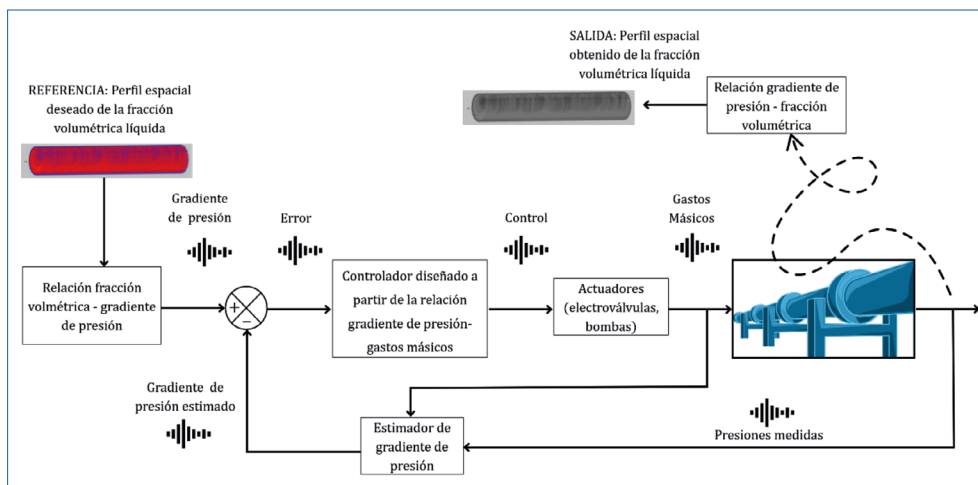 REFERENCIA: Perfil espacial
deseado de la fracción
volumétrica líquida
SALIDA: Perfil espacial
obtenido de la fracción
volumétrica líquida
Relación gradiente de
presión - fracción
volumétrica
Gradiente
de presión
Error
Control
Gastos
Másicos
Relación fracción
volmétrica - gradiente
de presión
+
−
Controlador diseñado a
partir de la relación
gradiente de presión-
gastos másicos
Actuadores
(electroválvulas,
bombas)
Gradiente de
presión estimado
Estimador de
gradiente de
presión
Presiones medidas